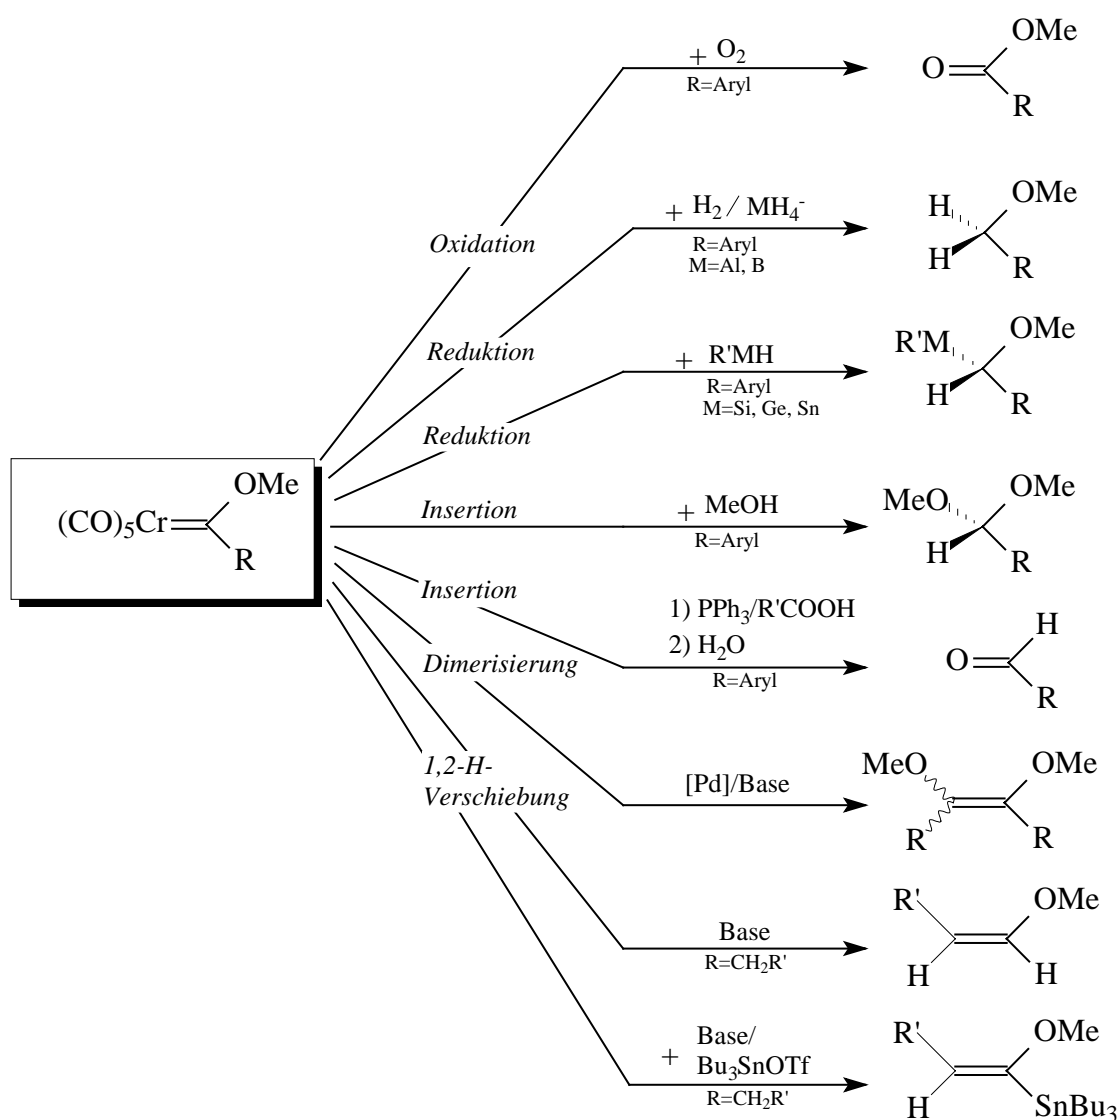 OMe
+ O₂
O
R=Aryl
R
H
OMe
+ H₂ / MH₄⁻
Oxidation
R=Aryl
H
R
M=Al, B
R'M
OMe
Reduktion
+ R'MH
R=Aryl
H
R
M=Si, Ge, Sn
Reduktion
OMe
(CO)₅Cr
R
MeO
OMe
Insertion
+ MeOH
R=Aryl
H
R
Insertion
1) PPh₃/R'COOH
2) H₂O
H
O
Dimerisierung
R=Aryl
R
1,2-H-
Verschiebung
MeO
OMe
[Pd]/Base
R
R
R'
OMe
Base
R=CH₂R'
H
H
R'
OMe
+ Base/
Bu₃SnOTf
R=CH₂R'
H
SnBu₃